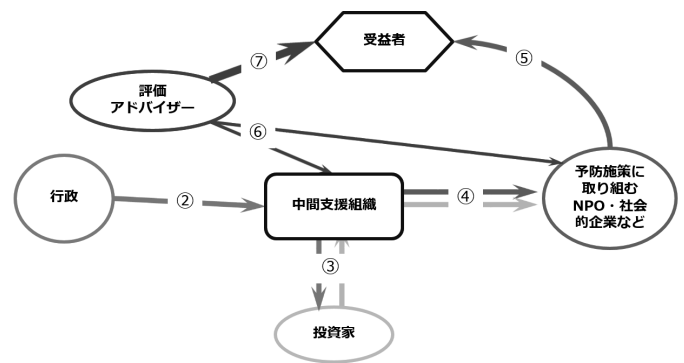 受益者
⑦
⑤
評価
アドバイザー
⑥
予防施策に
取り組む
NPO・社会
的企業など
行政
②
中間支援組織
④
③
投資家